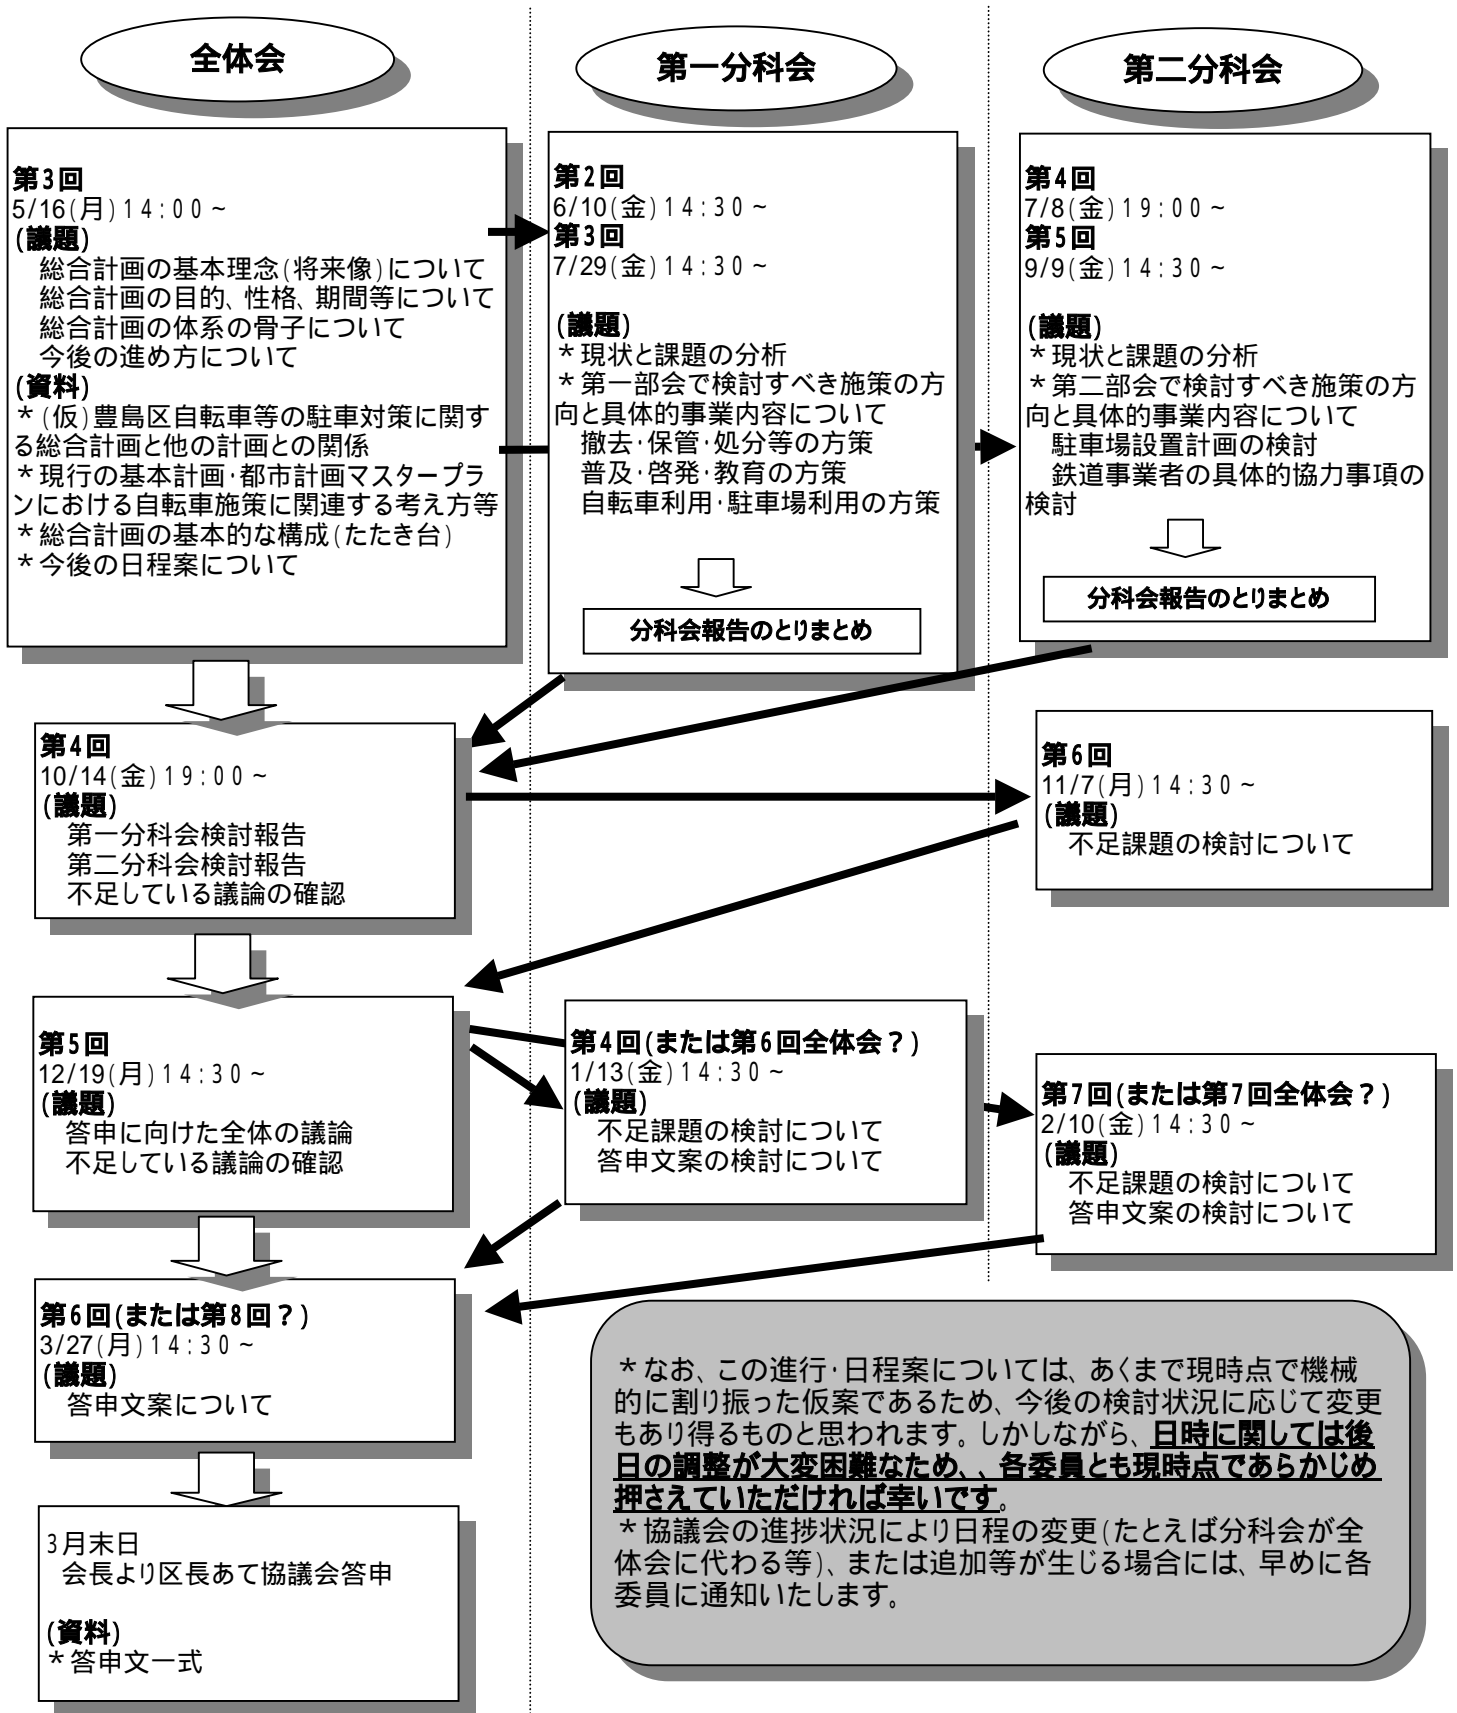 全体会
第3回
5/16(月)14:00～
(議題)
総合計画の基本理念(将来像)について
総合計画の目的、性格、期間等について
総合計画の体系の骨子について
今後の進め方について
(資料)
＊(仮)豊島区自転車等の駐車対策に関す
る総合計画と他の計画との関係
＊現行の基本計画・都市計画マスタープラ
ンにおける自転車施策に関連する考え方等
＊総合計画の基本的な構成(たたき台)
＊今後の日程案について
第4回
10/14(金)19:00～
(議題)
第一分科会検討報告
第二分科会検討報告
不足している議論の確認
第5回
12/19(月)14:30～
(議題)
答申に向けた全体の議論
不足している議論の確認
第6回(または第8回？)
3/27(月)14:30～
(議題)
答申文案について
3月末日
会長より区長あて協議会答申
(資料)
＊答申文一式
第一分科会
第2回
6/10(金)14:30～
第3回
7/29(金)14:30～
(議題)
＊現状と課題の分析
＊第一部会で検討すべき施策の方
向と具体的事業内容について
撤去・保管・処分等の方策
普及・啓発・教育の方策
自転車利用・駐車場利用の方策
分科会報告のとりまとめ
第4回(または第6回全体会？)
1/13(金)14:30～
(議題)
不足課題の検討について
答申文案の検討について
第二分科会
第4回
7/8(金)19:00～
第5回
9/9(金)14:30～
(議題)
＊現状と課題の分析
＊第二部会で検討すべき施策の方
向と具体的事業内容について
駐車場設置計画の検討
鉄道事業者の具体的協力事項の
検討
分科会報告のとりまとめ
第6回
11/7(月)14:30～
(議題)
不足課題の検討について
第7回(または第7回全体会？)
2/10(金)14:30～
(議題)
不足課題の検討について
答申文案の検討について
＊なお、この進行・日程案については、あくまで現時点で機械
的に割り振った仮案であるため、今後の検討状況に応じて変更
もあり得るものと思われます。しかしながら、日時に関しては後
日の調整が大変困難なため、、各委員とも現時点であらかじめ
押さえていただければ幸いです。
＊協議会の進捗状況により日程の変更(たとえば分科会が全
体会に代わる等)、または追加等が生じる場合には、早めに各
委員に通知いたします。